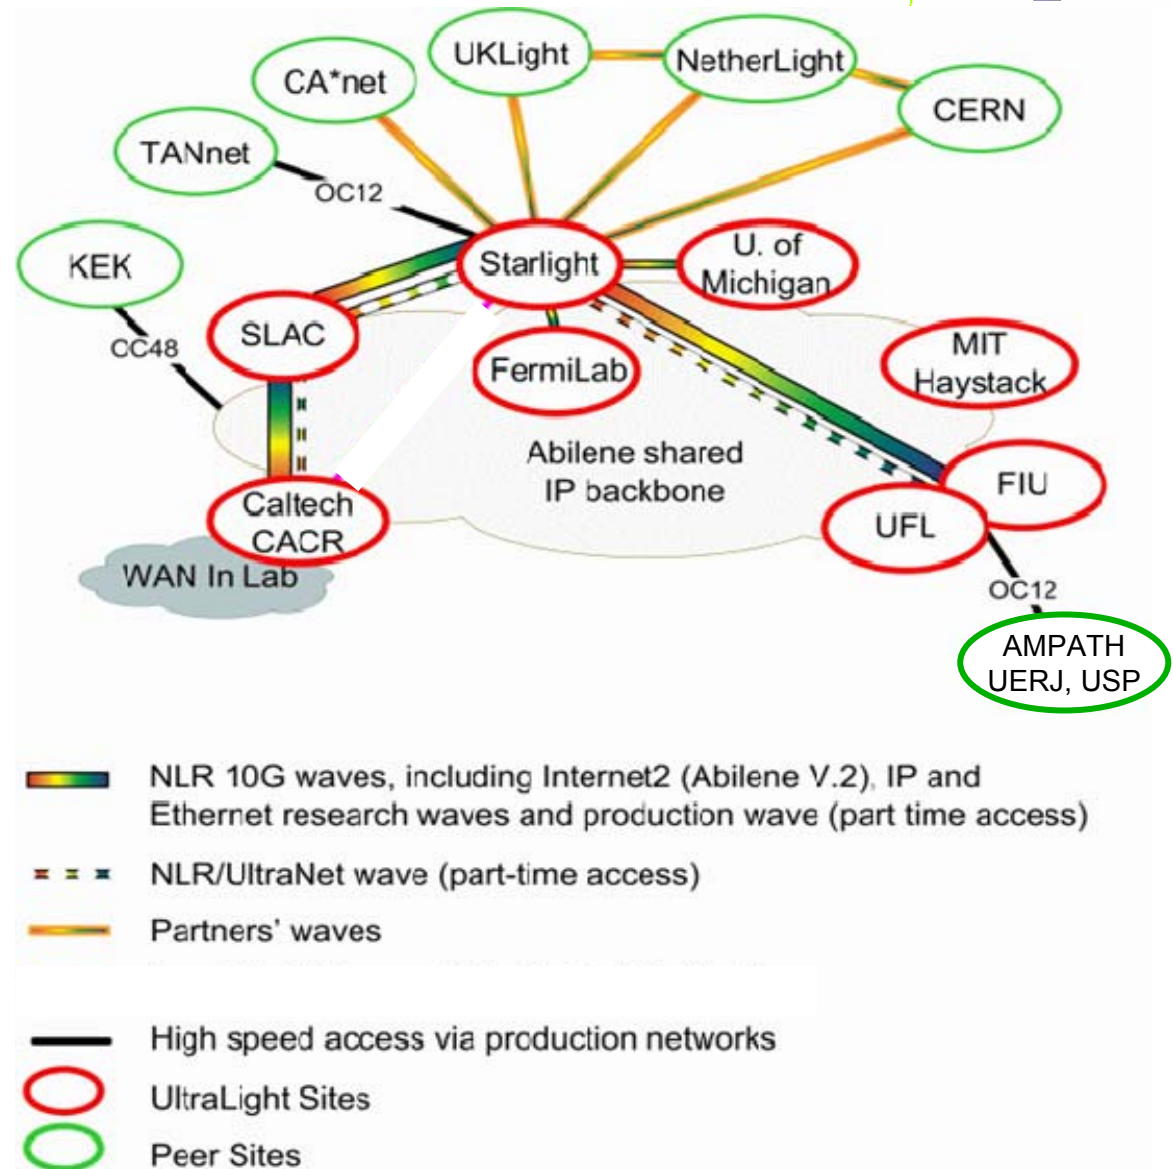 UKLight
NetherLight
CA*net
CERN
TANnet
OC12
KEK
Starlight
U. of
Michigan
SLAC
CC48
FermiLab
MIT
Haystack
Abilene shared
IP backbone
FIU
Caltech
CACR
UFL
WAN In Lab
OC12
AMPATH
UERJ, USP
NLR 10G waves, including Internet2 (Abilene V.2), IP and
Ethernet research waves and production wave (part time access)
NLR/UltraNet wave (part-time access)
Partners’ waves
High speed access via production networks
UltraLight Sites
Peer Sites